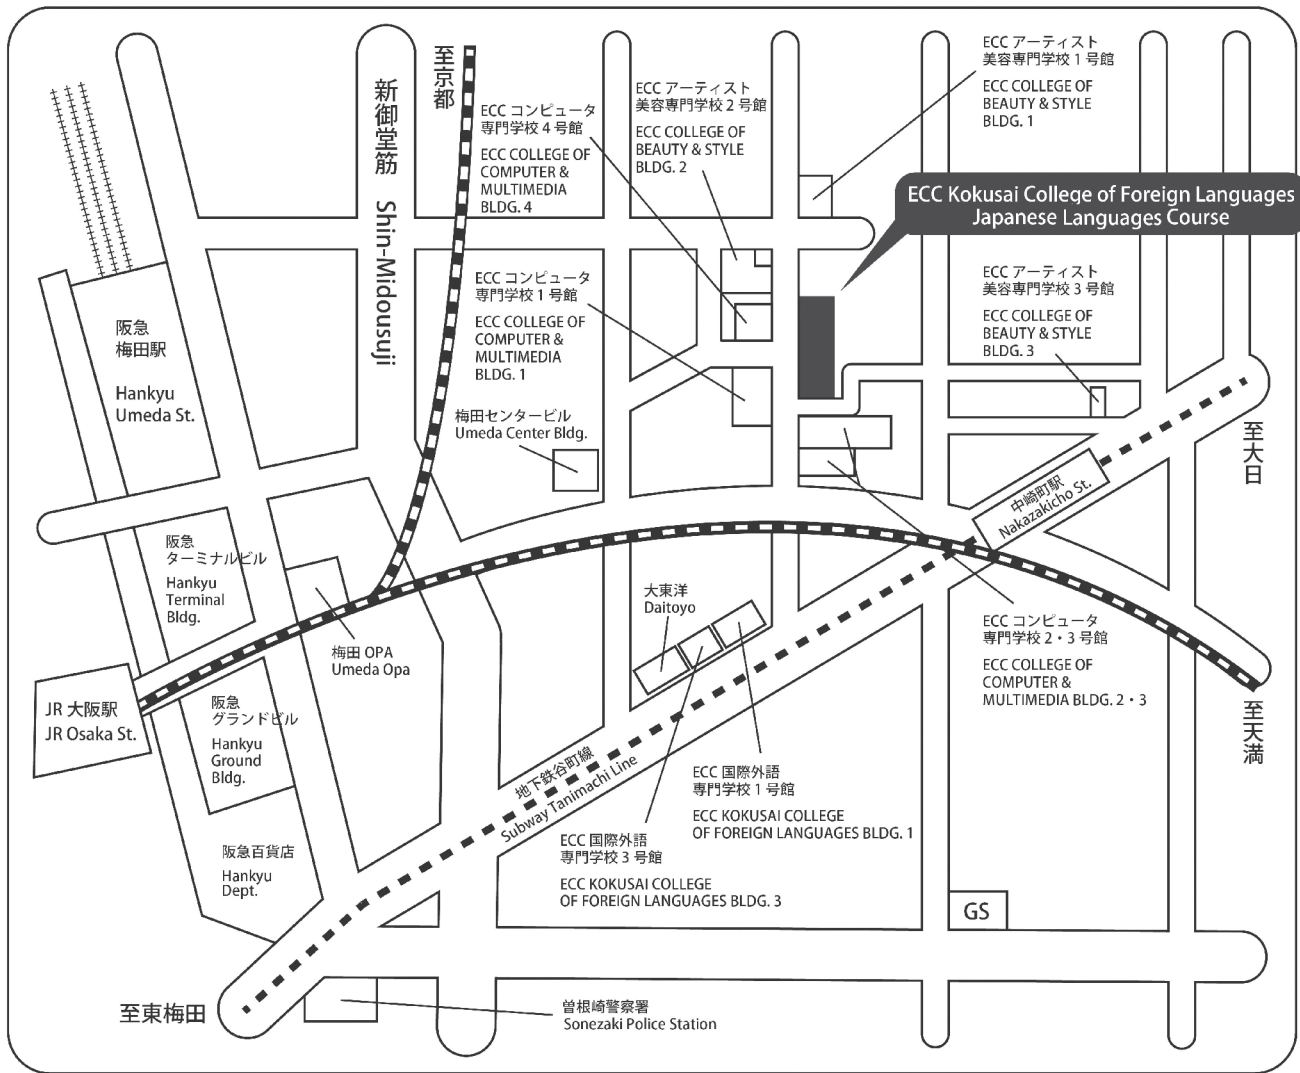 至京都
新御堂筋 Shin-Midousuji
ECC コンピュータ
専門学校 4 号館
ECC COLLEGE OF
COMPUTER &
MULTIMEDIA
BLDG. 4
ECC アーティスト
美容専門学校 2 号館
ECC COLLEGE OF
BEAUTY & STYLE
BLDG. 2
ECC アーティスト
美容専門学校 1 号館
ECC COLLEGE OF
BEAUTY & STYLE
BLDG. 1
ECC Kokusai College of Foreign Languages
Japanese Languages Course
ECC アーティスト
美容専門学校 3 号館
ECC COLLEGE OF
BEAUTY & STYLE
BLDG. 3
ECC コンピュータ
専門学校 1 号館
ECC COLLEGE OF
COMPUTER &
MULTIMEDIA
BLDG. 1
阪急
梅田駅
Hankyu
Umeda St.
梅田センタービル
Umeda Center Bldg.
至大日
中崎町駅
Nakazakicho St.
阪急
ターミナルビル
Hankyu
Terminal
Bldg.
梅田 OPA
Umeda Opa
大東洋
Daitoyo
ECC コンピュータ
専門学校 2・3 号館
ECC COLLEGE OF
COMPUTER &
MULTIMEDIA BLDG. 2・3
JR 大阪駅
JR Osaka St.
阪急
グランドビル
Hankyu
Ground
Bldg.
至天満
地下鉄谷町線
Subway Tanimachi Line
ECC 国際外語
専門学校 1 号館
ECC KOKUSAI COLLEGE
OF FOREIGN LANGUAGES BLDG. 1
ECC 国際外語
専門学校 3 号館
ECC KOKUSAI COLLEGE
OF FOREIGN LANGUAGES BLDG. 3
阪急百貨店
Hankyu
Dept.
GS
至東梅田
曽根崎警察署
Sonezaki Police Station